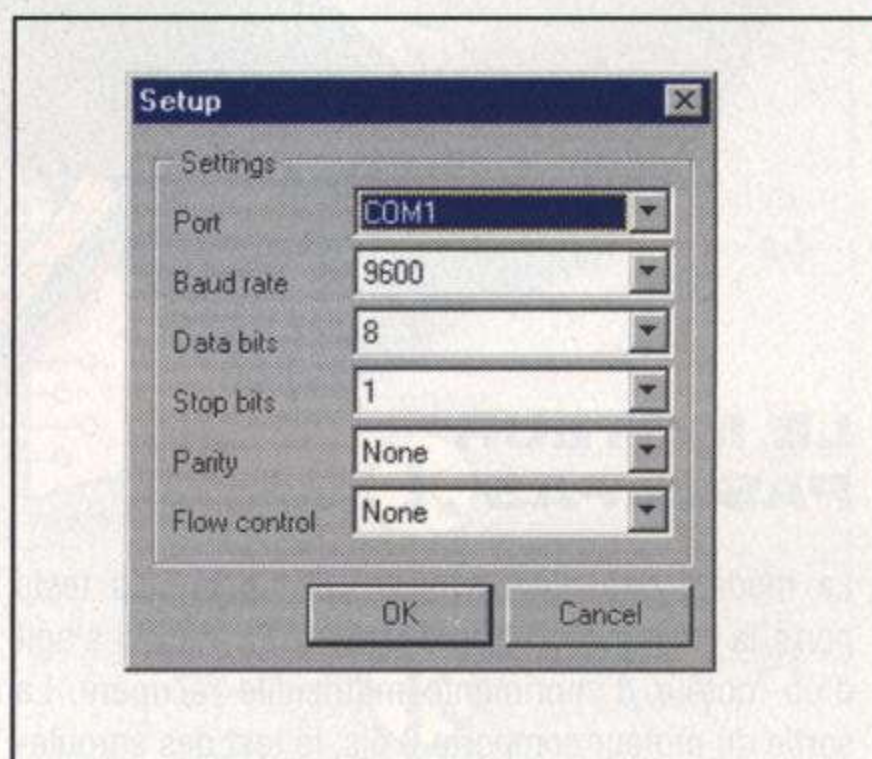 Setup
Settings
Port COM1
Baud rate 9600
Data bits 8
Stop bits 1
Parity None
Flow control None
OK Cancel